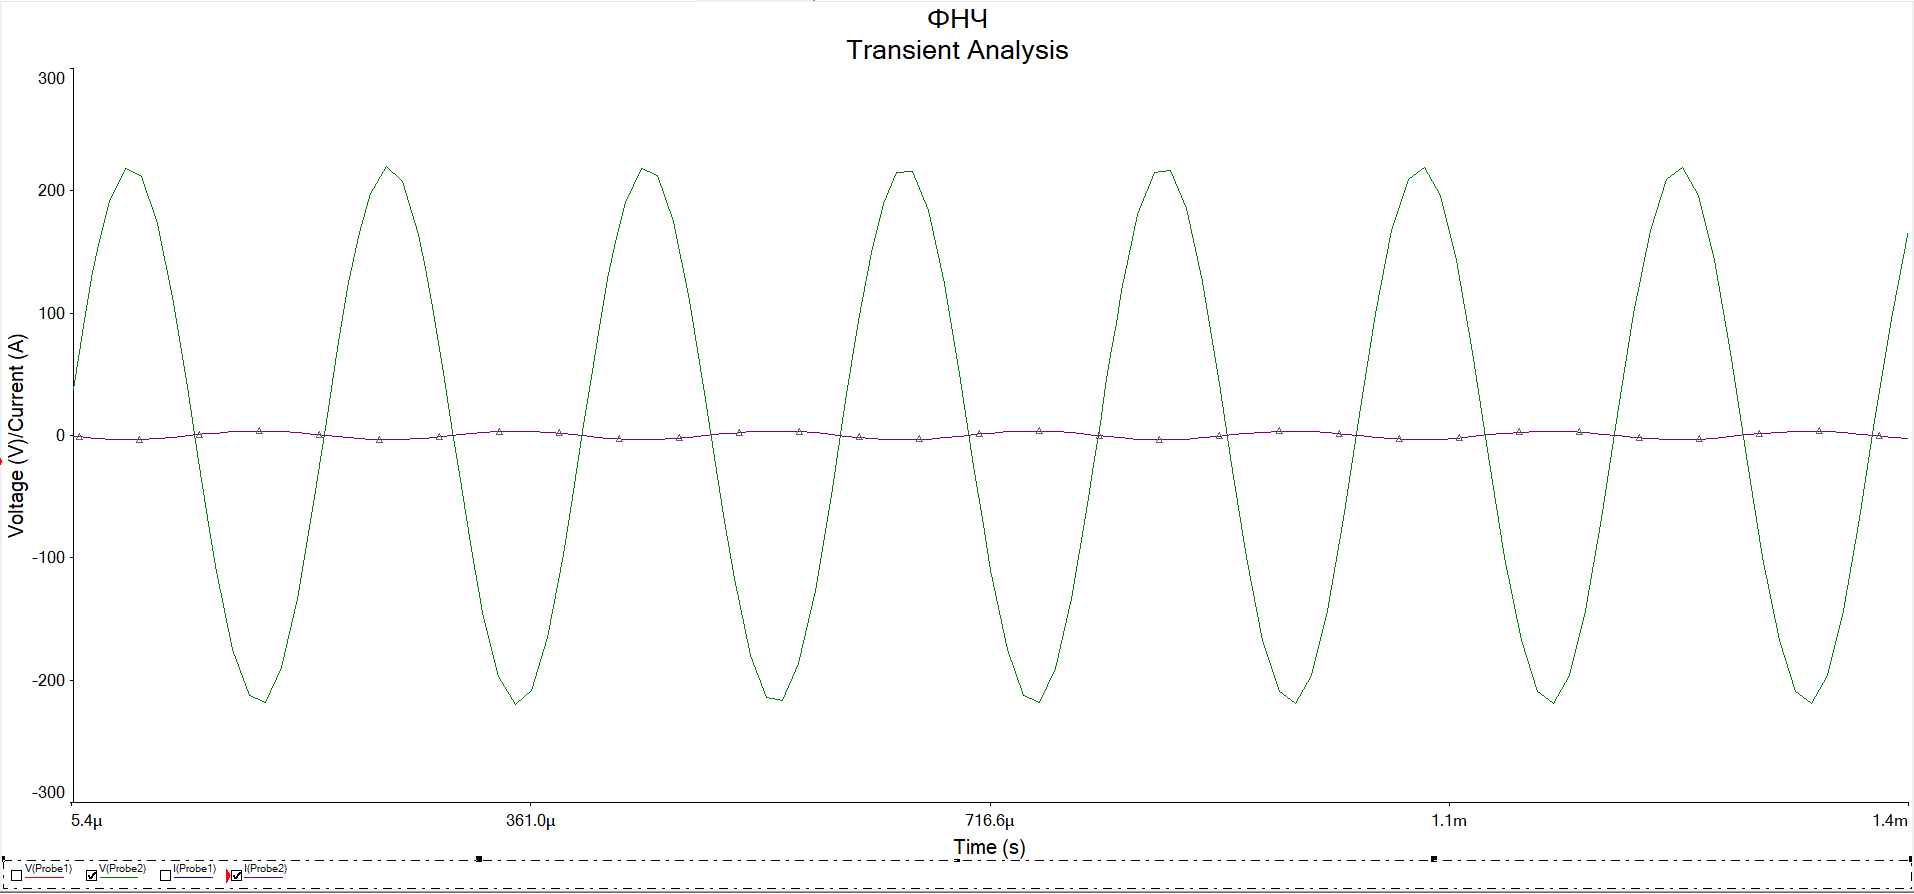 ФНЧ
Transient Analysis
300
200
100
0
-100
-200
-300
Voltage (V)/Current (A)
5.4µ 361.0µ 716.6µ 1.1m 1.4m
Time (s)
V(Probe1) V(Probe2) I(Probe1) I(Probe2)